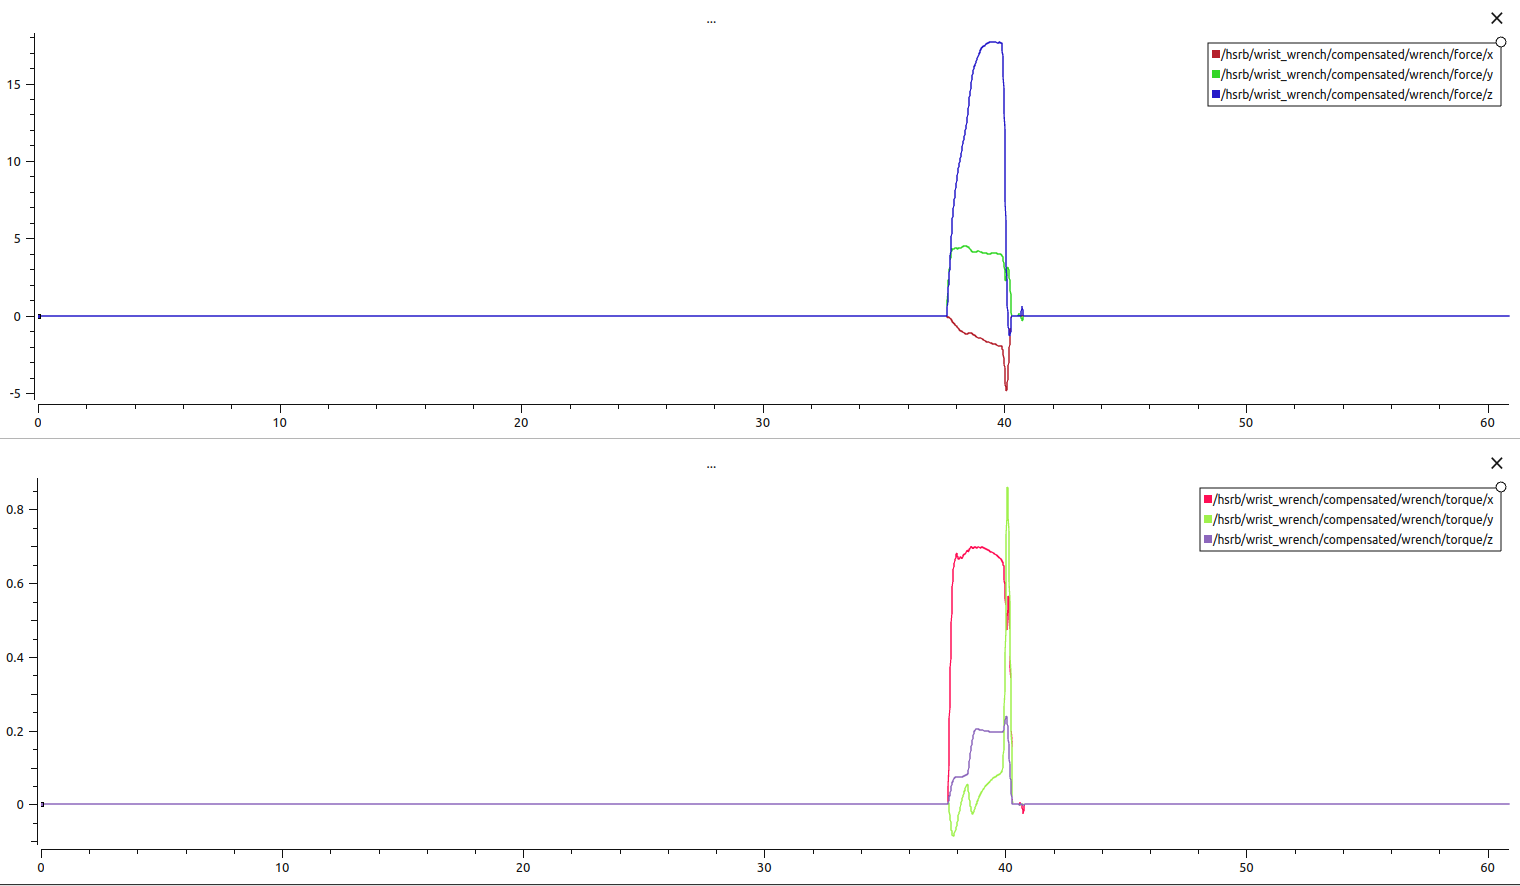 ...
/hsrb/wrist_wrench/compensated/wrench/force/x
/hsrb/wrist_wrench/compensated/wrench/force/y
/hsrb/wrist_wrench/compensated/wrench/force/z
15
10
5
0
-5
0 10 20 30 40 50 60
...
/hsrb/wrist_wrench/compensated/wrench/torque/x
/hsrb/wrist_wrench/compensated/wrench/torque/y
/hsrb/wrist_wrench/compensated/wrench/torque/z
0.8
0.6
0.4
0.2
0
0 10 20 30 40 50 60